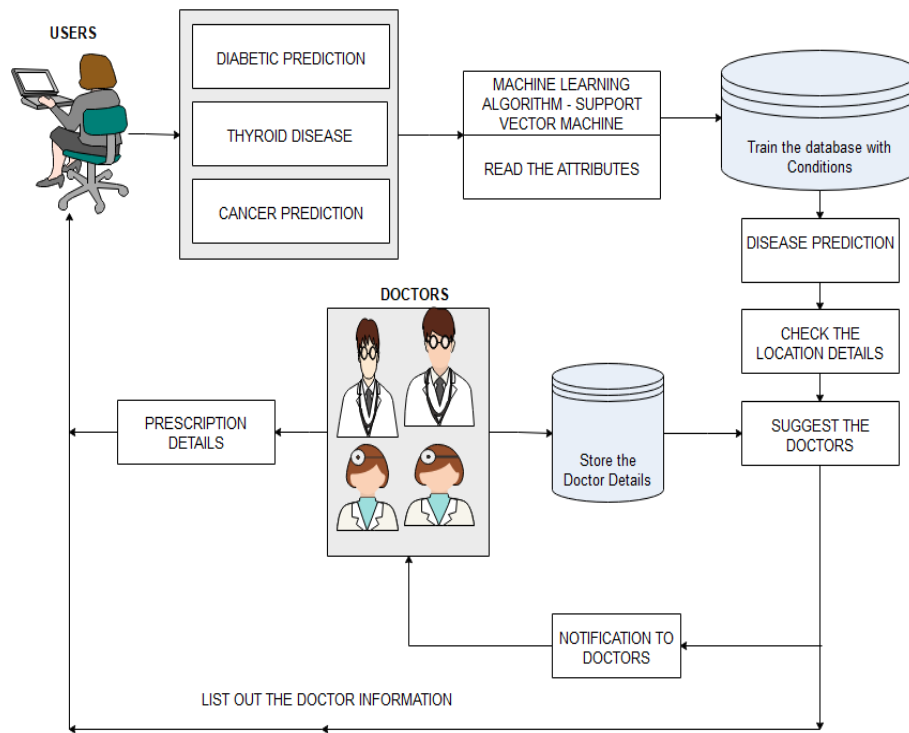 USERS
DIABETIC PREDICTION
THYROID DISEASE
CANCER PREDICTION
MACHINE LEARNING
ALGORITHM - SUPPORT
VECTOR MACHINE
READ THE ATTRIBUTES
Train the database with
Conditions
DISEASE PREDICTION
CHECK THE
LOCATION DETAILS
SUGGEST THE
DOCTORS
DOCTORS
Store the
Doctor Details
PRESCRIPTION
DETAILS
NOTIFICATION TO
DOCTORS
LIST OUT THE DOCTOR INFORMATION